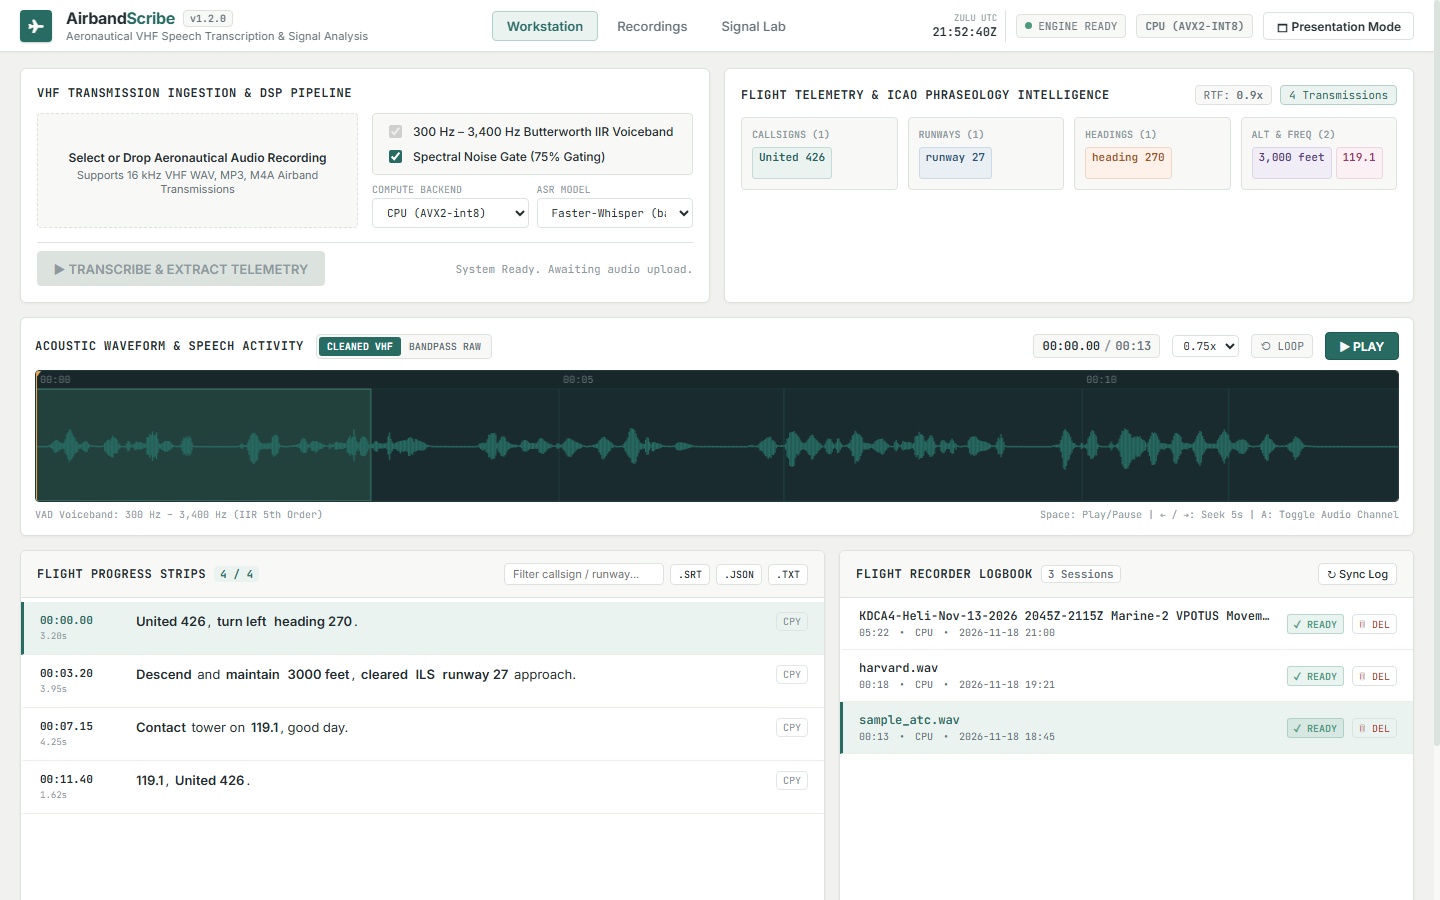 AirbandScribe v1.2.0
Aeronautical VHF Speech Transcription & Signal Analysis
Workstation Recordings Signal Lab
ZULU UTC
21:52:40Z
ENGINE READY
CPU (AVX2-INT8)
Presentation Mode
VHF TRANSMISSION INGESTION & DSP PIPELINE
Select or Drop Aeronautical Audio Recording
Supports 16 kHz VHF WAV, MP3, M4A Airband
Transmissions
300 Hz – 3,400 Hz Butterworth IIR Voiceband
Spectral Noise Gate (75% Gating)
COMPUTE BACKEND ASR MODEL
CPU (AVX2-int8) Faster-Whisper (ba
▶ TRANSCRIBE & EXTRACT TELEMETRY
System Ready. Awaiting audio upload.
FLIGHT TELEMETRY & ICAO PHRASEOLOGY INTELLIGENCE
RTF: 0.9x 4 Transmissions
CALLSIGNS (1) RUNWAYS (1) HEADINGS (1) ALT & FREQ (2)
United 426 runway 27 heading 270 3,000 feet 119.1
ACOUSTIC WAVEFORM & SPEECH ACTIVITY
CLEANED VHF BANDPASS RAW
00:00.00 / 00:13
0.75x
LOOP
▶ PLAY
00:00 00:05 00:10
VAD Voiceband: 300 Hz – 3,400 Hz (IIR 5th Order)
Space: Play/Pause | ← / →: Seek 5s | A: Toggle Audio Channel
FLIGHT PROGRESS STRIPS 4 / 4
Filter callsign / runway...
.SRT .JSON .TXT
00:00.00 United 426, turn left heading 270. CPY
3.20s
00:03.20 Descend and maintain 3000 feet, cleared ILS runway 27 approach. CPY
3.95s
00:07.15 Contact tower on 119.1, good day. CPY
4.25s
00:11.40 119.1, United 426. CPY
1.62s
FLIGHT RECORDER LOGBOOK 3 Sessions
↻ Sync Log
KDCA4-Heli-Nov-13-2026 2045Z-2115Z Marine-2 VPOTUS Movem…
05:22 • CPU • 2026-11-18 21:00
✓ READY DEL
harvard.wav
00:18 • CPU • 2026-11-18 19:21
✓ READY DEL
sample_atc.wav
00:13 • CPU • 2026-11-18 18:45
✓ READY DEL